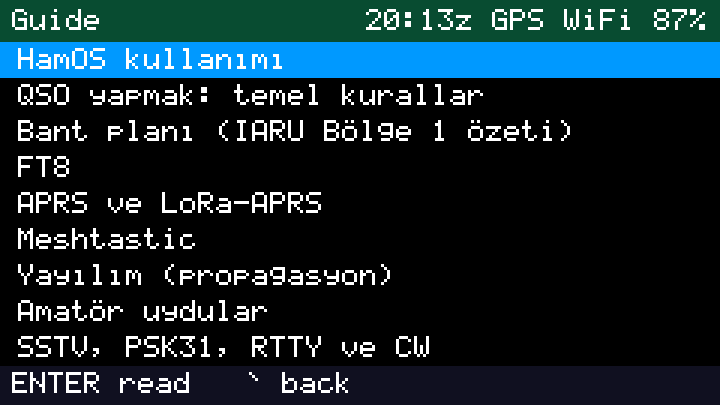 Guide 20:13z GPS WiFi 87%
HamOS kullanımı
QSO yapmak: temel kurallar
Bant planı (IARU Bölge 1 özeti)
FT8
APRS ve LoRa-APRS
Meshtastic
Yayılım (propagasyon)
Amatör uydular
SSTV, PSK31, RTTY ve CW
ENTER read ` back